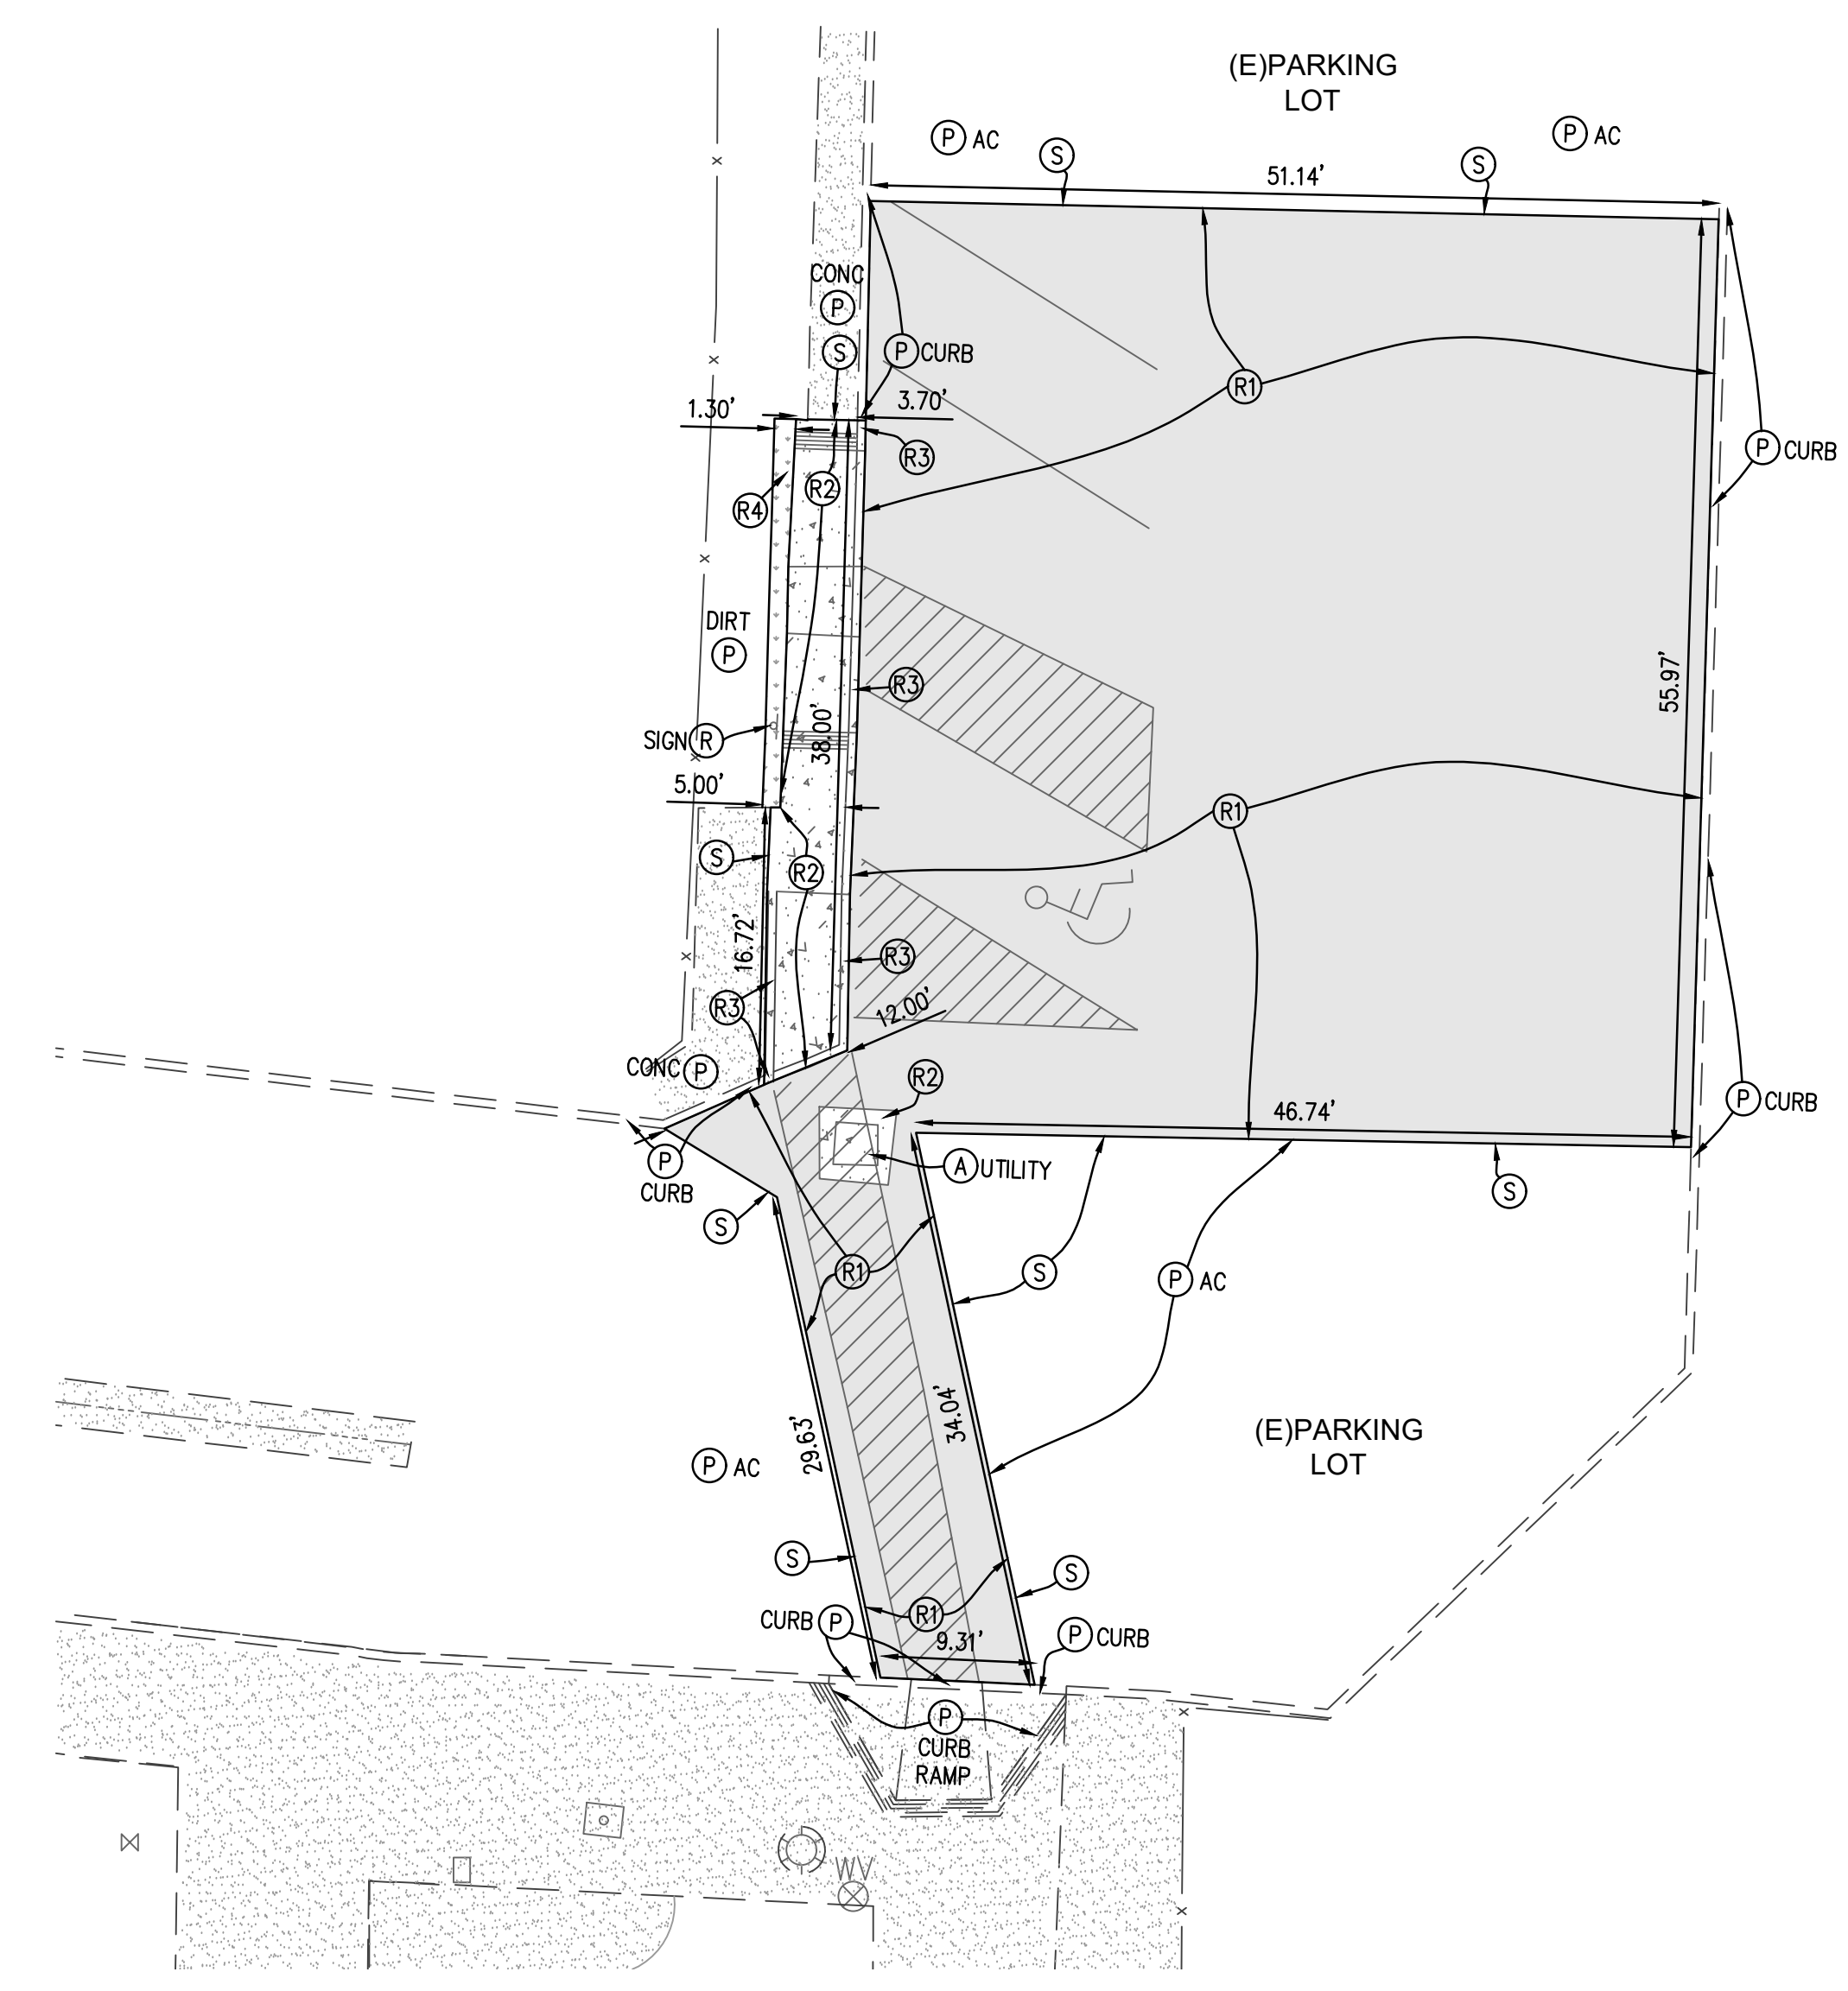 (E)PARKING
LOT
P AC
P AC
S
S
51.14'
CONC
P
S
P CURB
R1
3.70'
1.30'
P CURB
R3
R2
R4
DIRT
P
55.97'
R3
38.00'
SIGN R
5.00'
R1
S
R2
16.72'
R3
R3
12.00'
CONC P
R2
P CURB
46.74'
P
CURB
A UTILITY
S
S
R1
S
P AC
34.04'
29.63'
(E)PARKING
LOT
P AC
S
S
R1
CURB P
9.31'
P CURB
P
CURB
RAMP
WV